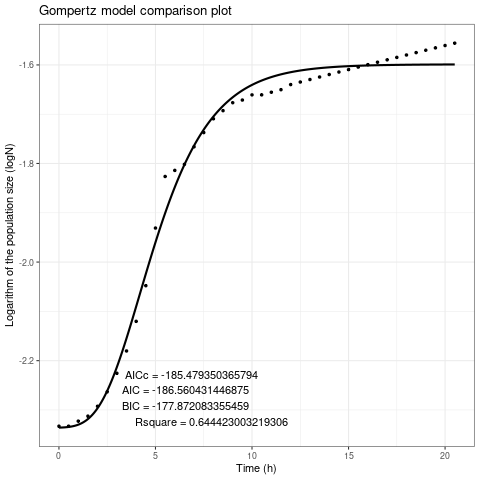 Gompertz model comparison plot
Logarithm of the population size (logN)
-1.6
-1.8
-2.0
-2.2
AICc = -185.479350365794
AIC = -186.560431446875
BIC = -177.872083355459
Rsquare = 0.644423003219306
0 5 10 15 20
Time (h)